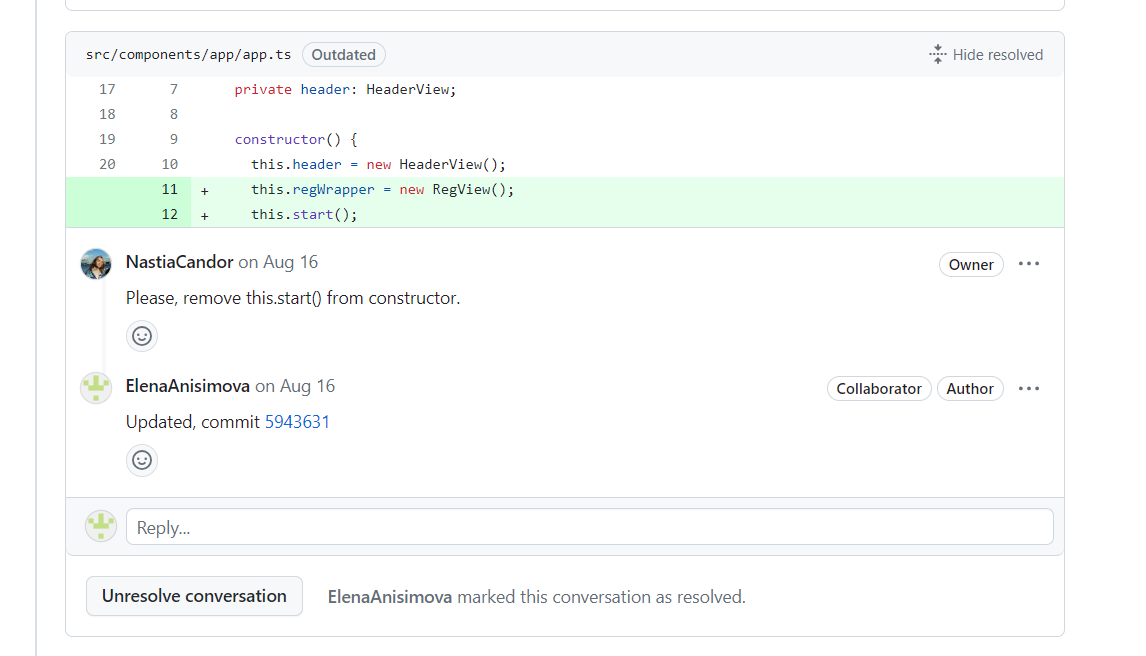 src/components/app/app.ts Outdated Hide resolved
17 7 private header: HeaderView;
18 8
19 9 constructor() {
20 10 this.header = new HeaderView();
11 + this.regWrapper = new RegView();
12 + this.start();
NastiaCandor on Aug 16 Owner
Please, remove this.start() from constructor.
ElenaAnisimova on Aug 16 Collaborator Author
Updated, commit 5943631
Reply...
Unresolve conversation ElenaAnisimova marked this conversation as resolved.